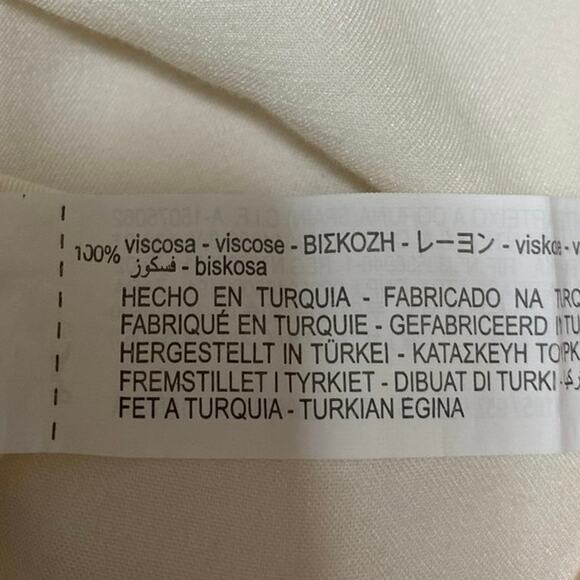 100% viscosa - viscose - ΒΙΣΚΟΖΗ - レーヨン - viskose -
فسكوز - biskosa
HECHO EN TURQUIA - FABRICADO NA
FABRIQUÉ EN TURQUIE - GEFABRICEERD IN
HERGESTELLT IN TÜRKEI - ΚΑΤΑΣΚΕΥΗ
FREMSTILLET I TYRKIET - DIBUAT DI TURKI -
FET A TURQUIA - TURKIAN EGINA